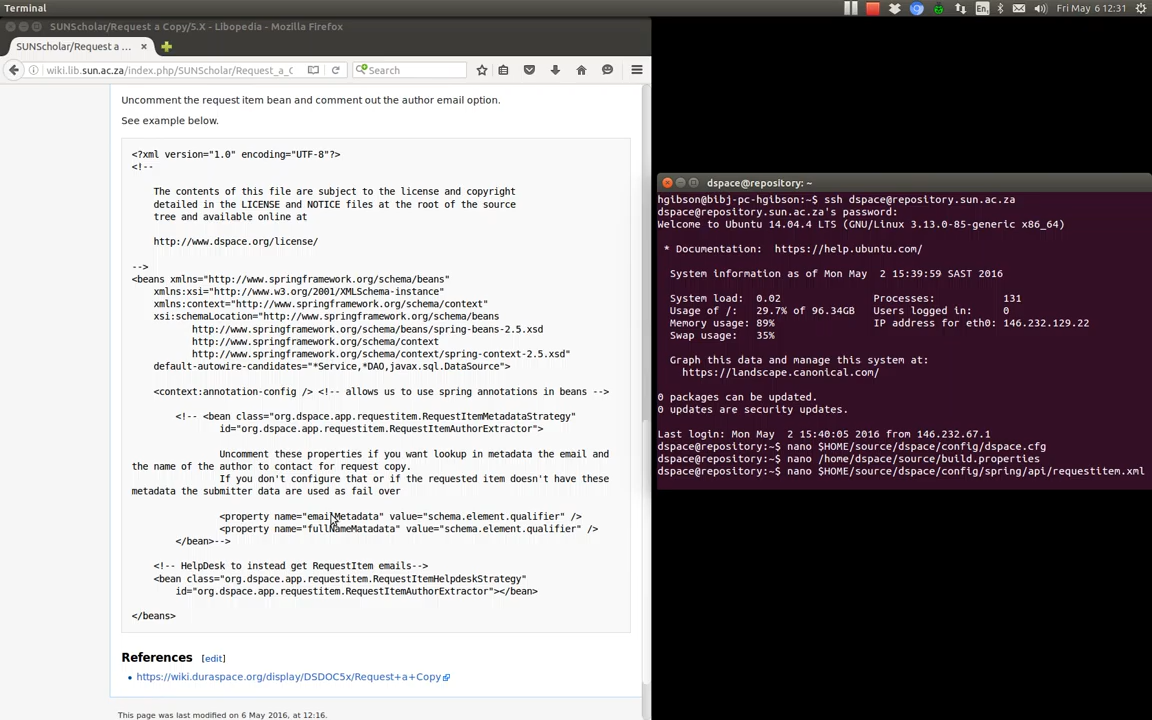 Terminal
En
Fri May 6 12:31
SUNScholar/Request a Copy/5.X - Libopedia - Mozilla Firefox
SUNScholar/Request a ...
wiki.lib.sun.ac.za/index.php/SUNScholar/Request_a_C
Search
Uncomment the request item bean and comment out the author email option.
See example below.
<?xml version="1.0" encoding="UTF-8"?>
<!--
The contents of this file are subject to the license and copyright
detailed in the LICENSE and NOTICE files at the root of the source
tree and available online at
http://www.dspace.org/license/
-->
<beans xmlns="http://www.springframework.org/schema/beans"
xmlns:xsi="http://www.w3.org/2001/XMLSchema-instance"
xmlns:context="http://www.springframework.org/schema/context"
xsi:schemaLocation="http://www.springframework.org/schema/beans
http://www.springframework.org/schema/beans/spring-beans-2.5.xsd
http://www.springframework.org/schema/context
http://www.springframework.org/schema/context/spring-context-2.5.xsd"
default-autowire-candidates="*Service,*DAO,javax.sql.DataSource">
<context:annotation-config /> <!-- allows us to use spring annotations in beans -->
<!-- <bean class="org.dspace.app.requestitem.RequestItemMetadataStrategy"
id="org.dspace.app.requestitem.RequestItemAuthorExtractor">
Uncomment these properties if you want lookup in metadata the email and
the name of the author to contact for request copy.
If you don't configure that or if the requested item doesn't have these
metadata the submitter data are used as fail over
<property name="emailMetadata" value="schema.element.qualifier" />
<property name="fullNameMatadata" value="schema.element.qualifier" />
</bean>-->
<!-- HelpDesk to instead get RequestItem emails-->
<bean class="org.dspace.app.requestitem.RequestItemHelpdeskStrategy"
id="org.dspace.app.requestitem.RequestItemAuthorExtractor"></bean>
</beans>
References [edit]
https://wiki.duraspace.org/display/DSDOC5x/Request+a+Copy
This page was last modified on 6 May 2016, at 12:16.
dspace@repository: ~
hgibson@bibj-pc-hgibson:~$ ssh dspace@repository.sun.ac.za
dspace@repository.sun.ac.za's password:
Welcome to Ubuntu 14.04.4 LTS (GNU/Linux 3.13.0-85-generic x86_64)
* Documentation:  https://help.ubuntu.com/
System information as of Mon May  2 15:39:59 SAST 2016
System load:  0.02 Processes: 131
Usage of /:   29.7% of 96.34GB Users logged in: 0
Memory usage: 89% IP address for eth0: 146.232.129.22
Swap usage:   35%
Graph this data and manage this system at:
https://landscape.canonical.com/
0 packages can be updated.
0 updates are security updates.
Last login: Mon May  2 15:40:05 2016 from 146.232.67.1
dspace@repository:~$ nano $HOME/source/dspace/config/dspace.cfg
dspace@repository:~$ nano /home/dspace/source/build.properties
dspace@repository:~$ nano $HOME/source/dspace/config/spring/api/requestitem.xml